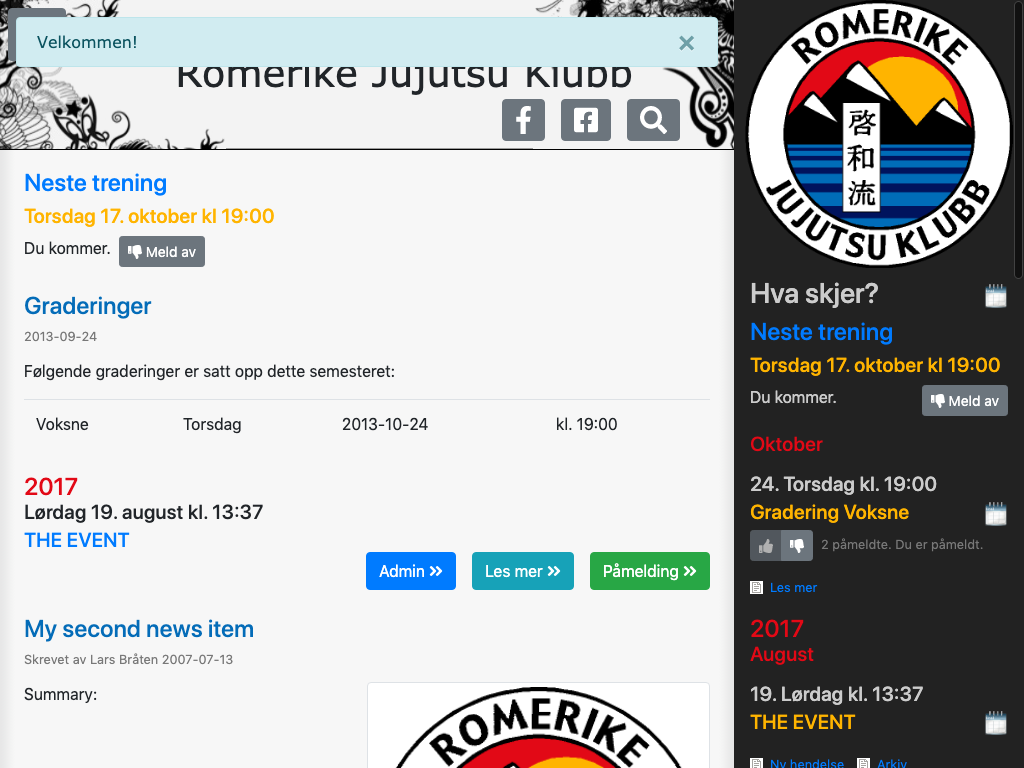 Velkommen!
×
Romerike Jujutsu Klubb
Neste trening
Torsdag 17. oktober kl 19:00
Du kommer. Meld av
Graderinger
2013-09-24
Følgende graderinger er satt opp dette semesteret:
Voksne Torsdag 2013-10-24 kl. 19:00
2017
Lørdag 19. august kl. 13:37
THE EVENT
Admin » Les mer » Påmelding »
My second news item
Skrevet av Lars Bråten 2007-07-13
Summary:
ROMERIKE
ROMERIKE
啓和流
JUJUTSU KLUBB
Hva skjer?
Neste trening
Torsdag 17. oktober kl 19:00
Du kommer. Meld av
Oktober
24. Torsdag kl. 19:00
Gradering Voksne
2 påmeldte. Du er påmeldt.
Les mer
2017
August
19. Lørdag kl. 13:37
THE EVENT
Ny hendelse Arkiv